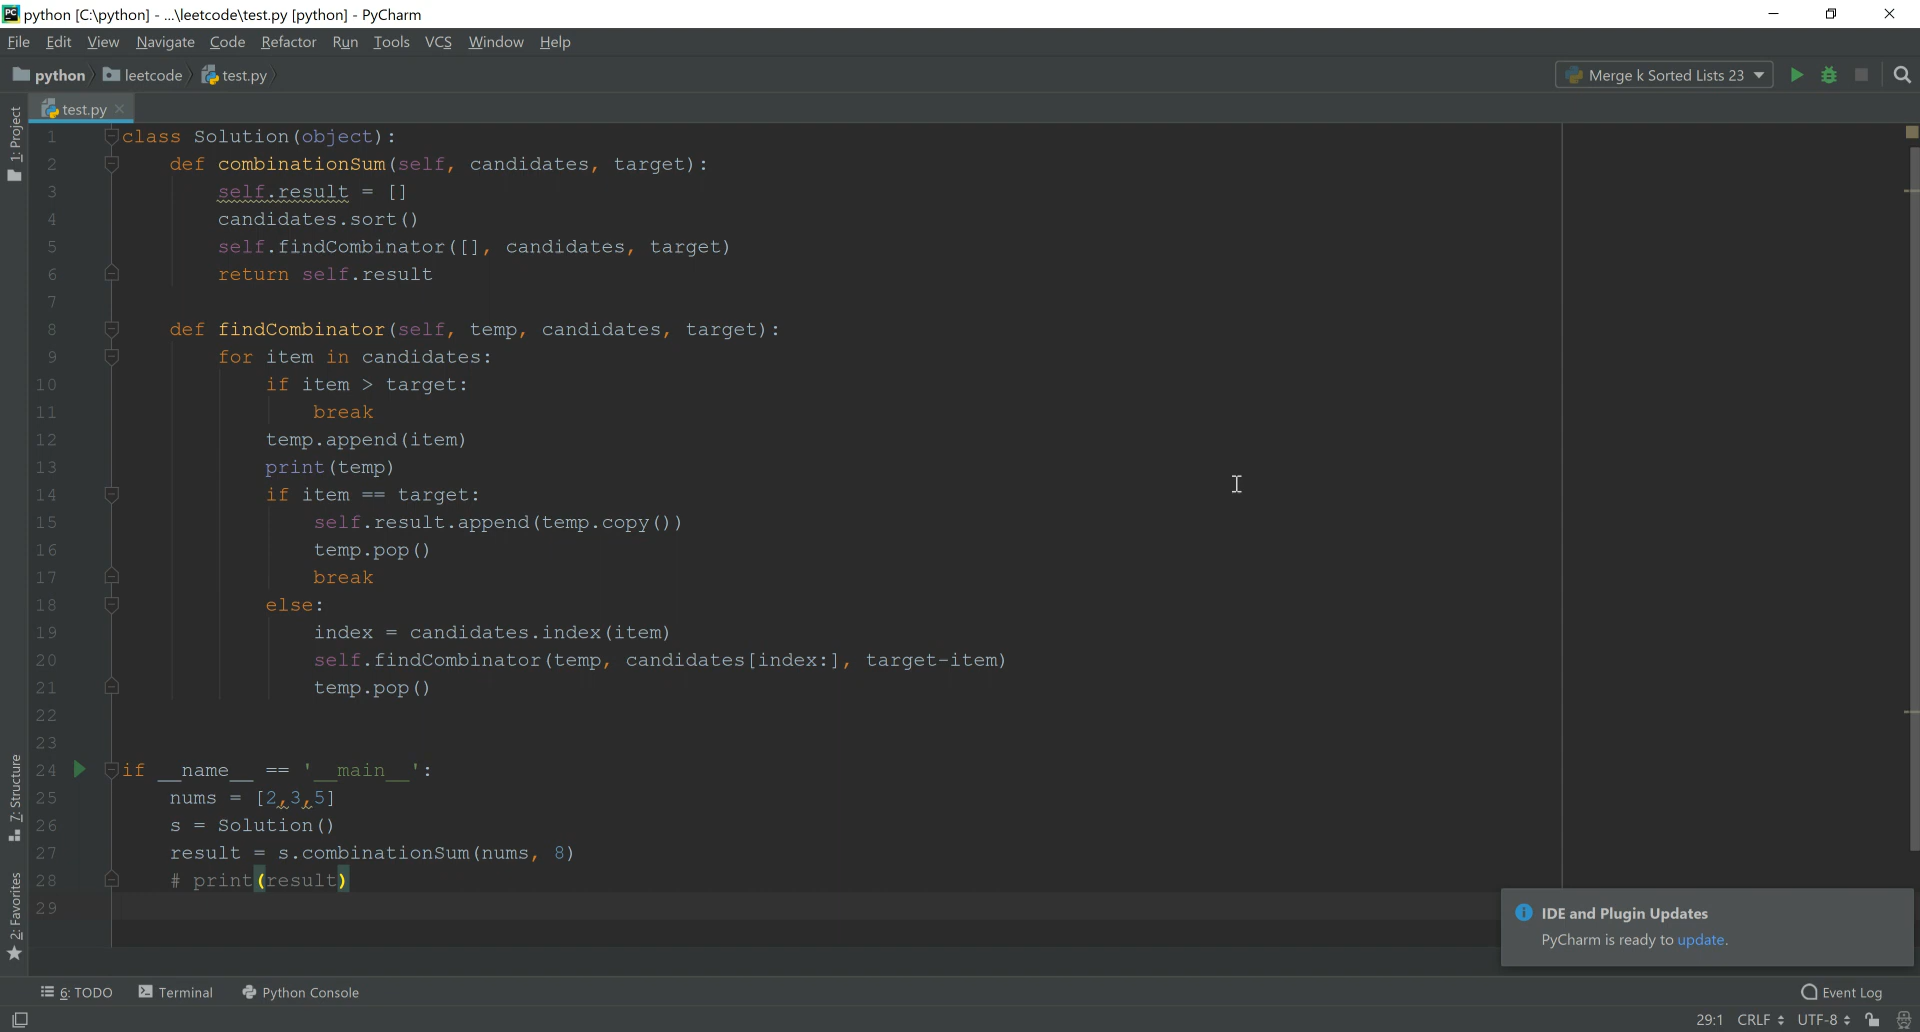 python [C:\python] - ...\leetcode\test.py [python] - PyCharm
File Edit View Navigate Code Refactor Run Tools VCS Window Help
python leetcode test.py Merge k Sorted Lists 23
test.py
1: Project
1 class Solution(object):
2 def combinationSum(self, candidates, target):
3 self.result = []
4 candidates.sort()
5 self.findCombinator([], candidates, target)
6 return self.result
7
8 def findCombinator(self, temp, candidates, target):
9 for item in candidates:
10 if item > target:
11 break
12 temp.append(item)
13 print(temp)
14 if item == target:
15 self.result.append(temp.copy())
16 temp.pop()
17 break
18 else:
19 index = candidates.index(item)
20 self.findCombinator(temp, candidates[index:], target-item)
21 temp.pop()
22
23
24 if __name__ == '__main__':
25 nums = [2,3,5]
26 s = Solution()
27 result = s.combinationSum(nums, 8)
28 # print(result)
29
7: Structure
2: Favorites
IDE and Plugin Updates
PyCharm is ready to update.
6: TODO Terminal Python Console Event Log
29:1 CRLF UTF-8